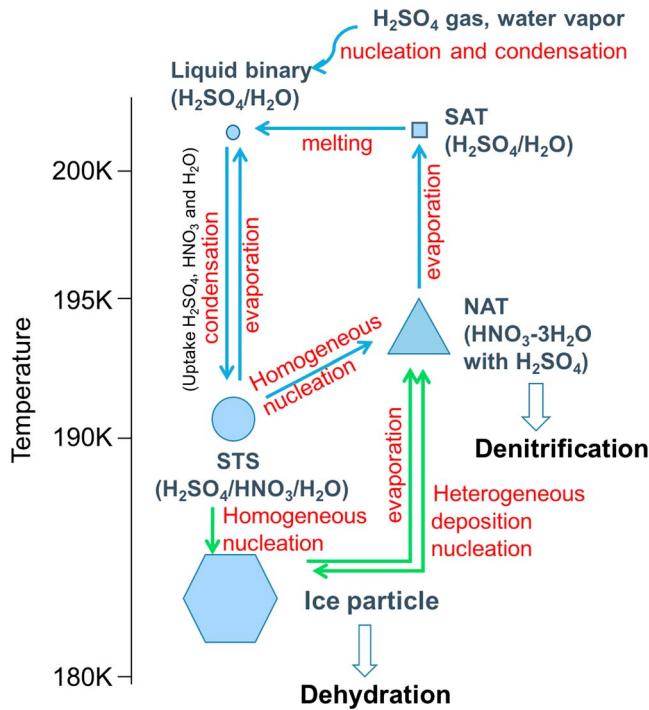 H₂SO₄ gas, water vapor
nucleation and condensation
Liquid binary
(H₂SO₄/H₂O)
SAT
(H₂SO₄/H₂O)
melting
200K
(Uptake H₂SO₄, HNO₃ and H₂O)
condensation
evaporation
evaporation
195K
NAT
(HNO₃-3H₂O
with H₂SO₄)
Homogeneous
nucleation
Temperature
190K
Denitrification
STS
(H₂SO₄/HNO₃/H₂O)
evaporation
Heterogeneous
deposition
nucleation
Homogeneous
nucleation
Ice particle
180K
Dehydration